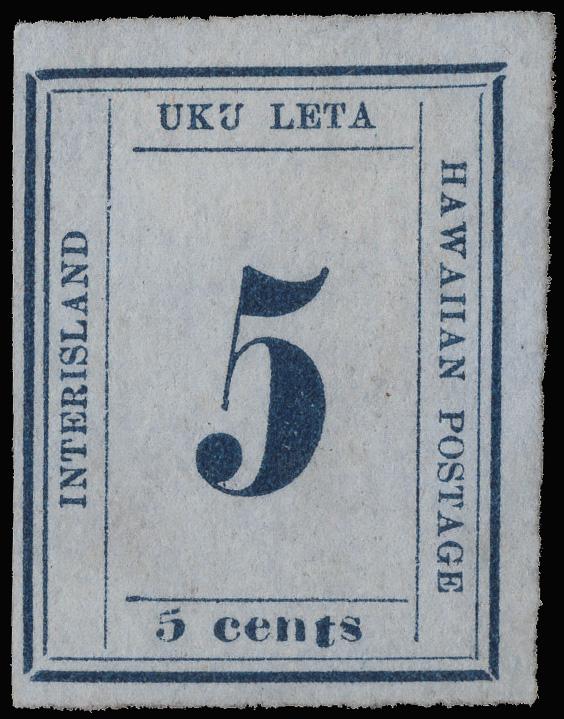 UKU LETA
INTERISLAND
5
HAWAIIAN POSTAGE
5 cents